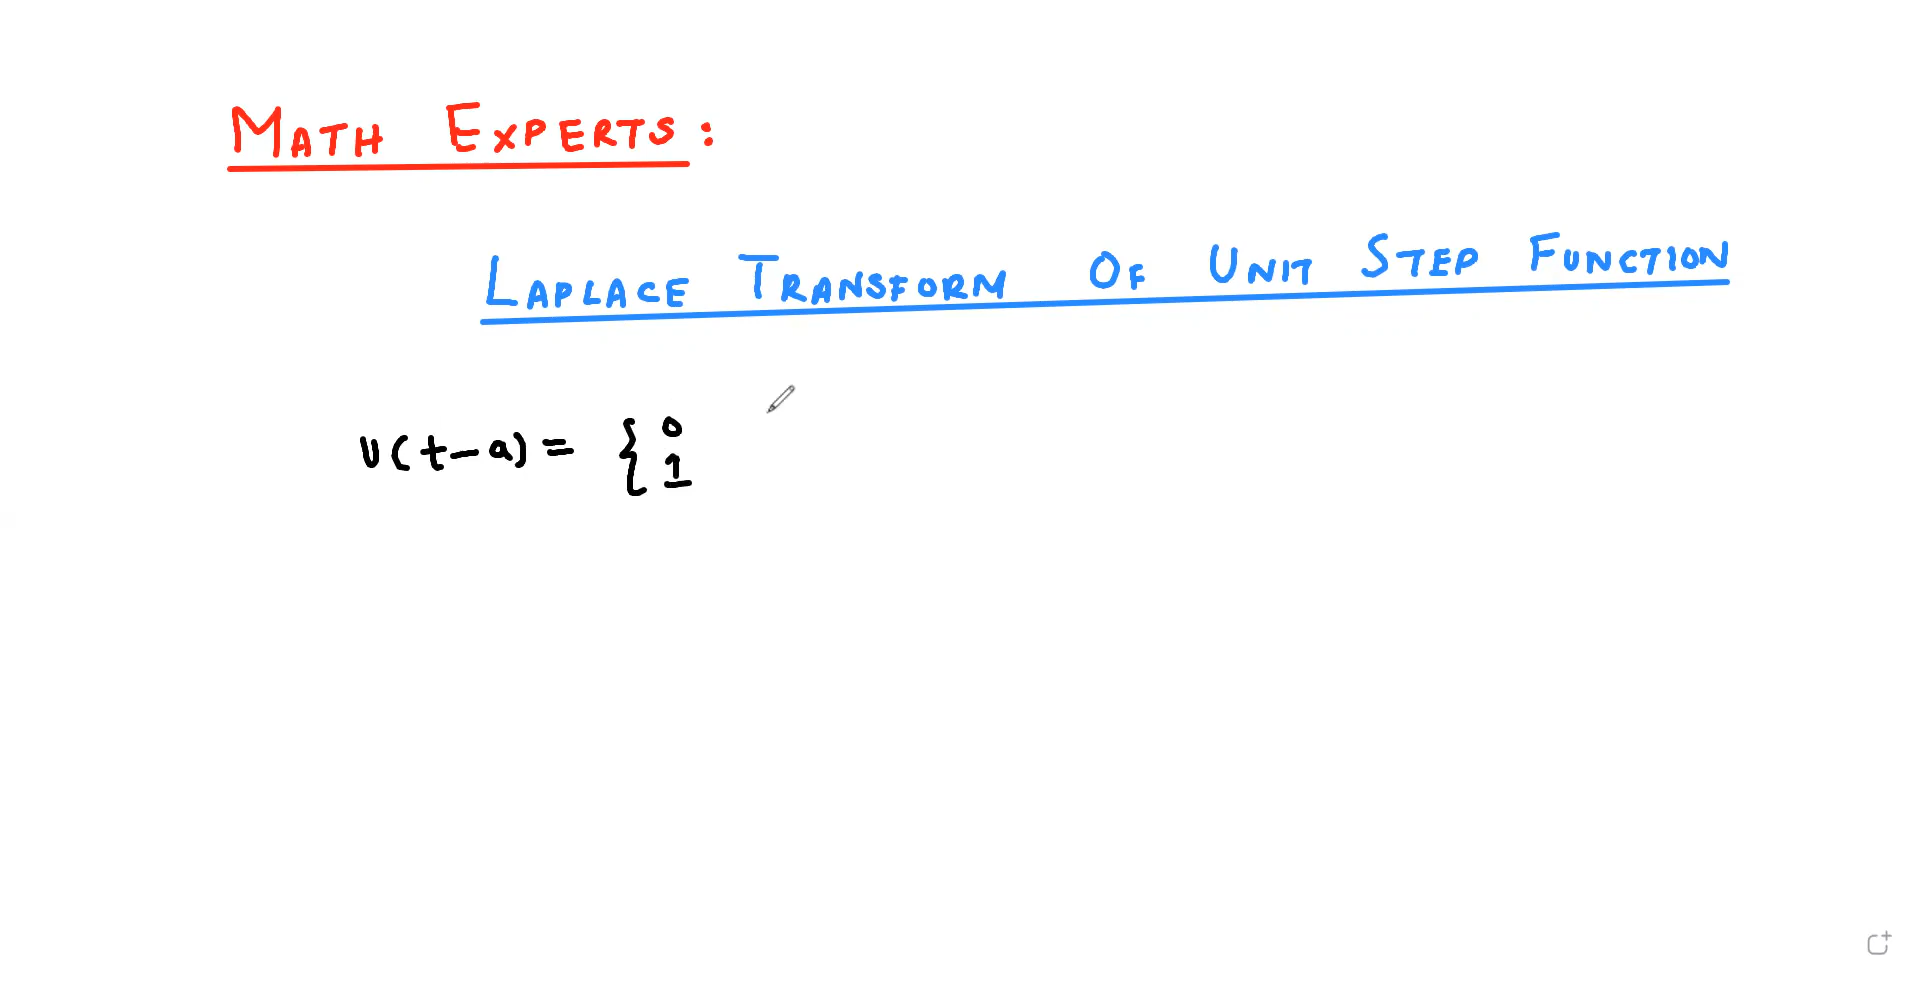 MATH EXPERTS:
LAPLACE TRANSFORM OF UNIT STEP FUNCTION
U(t-a) = { 0
1